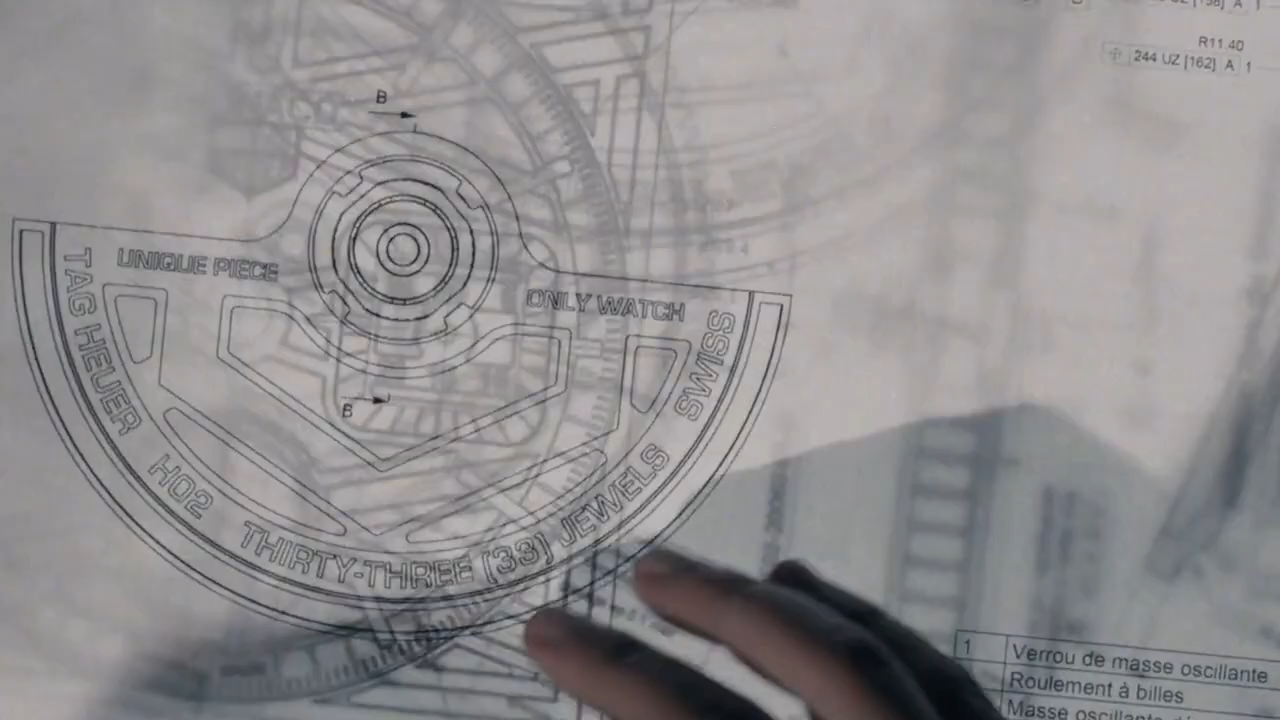 R11.40
244 UZ [162] A 1
B
UNIQUE PIECE
ONLY WATCH
B
TAG HEUER
H02
THIRTY-THREE [33] JEWELS
SWISS
1 Verrou de masse oscillante
Roulement à billes
Masse oscillante